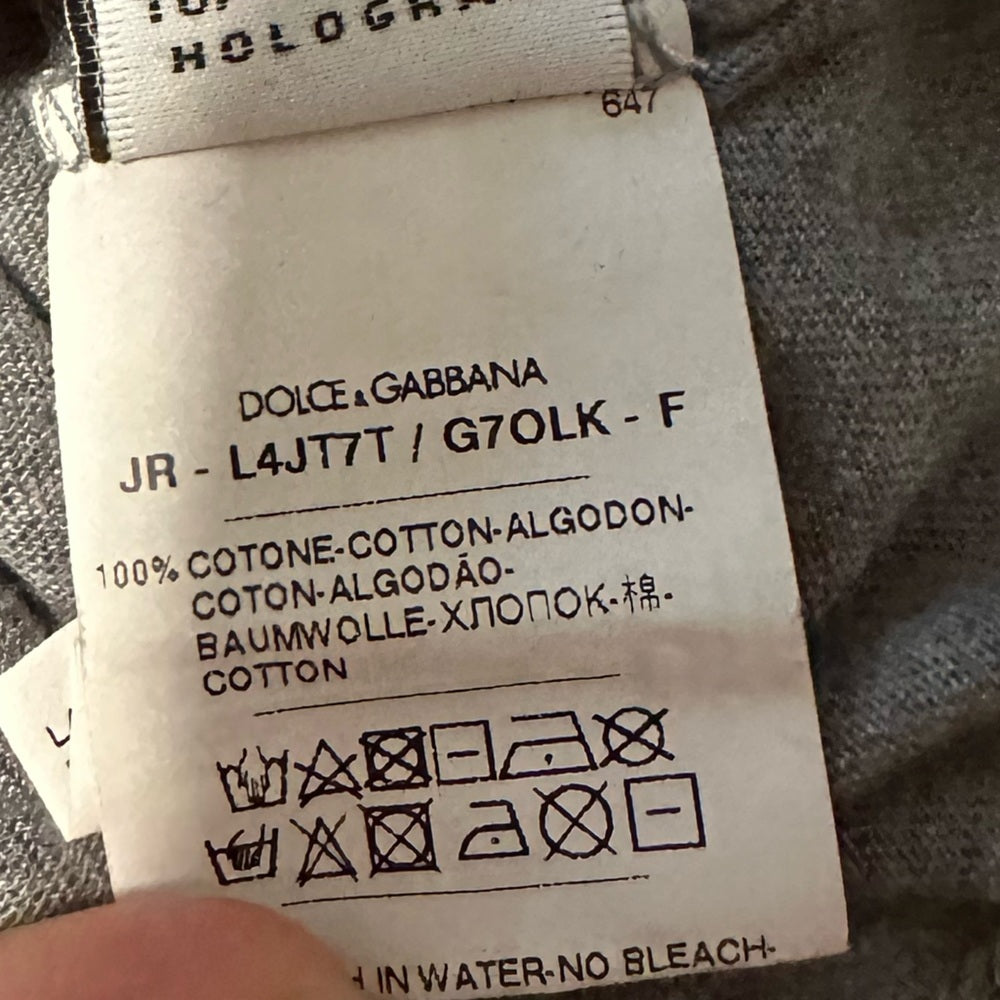 HOLOGRA
647
DOLCE&GABBANA
JR - L4JT7T / G7OLK - F
100% COTONE-COTTON-ALGODON-
COTON-ALGODÃO-
BAUMWOLLE-ХЛОПОК-棉-
COTTON
IN WATER-NO BLEACH-